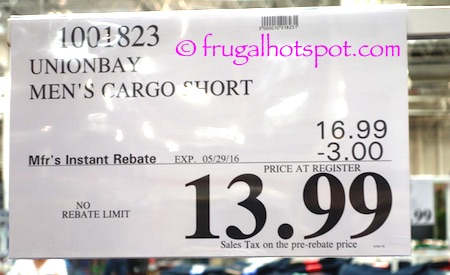 1001823
© frugalhotspot.com
UNIONBAY
MEN'S CARGO SHORT
16.99
Mfr's Instant Rebate EXP. 05/29/16 -3.00
PRICE AT REGISTER
NO
REBATE LIMIT
13.99
Sales Tax on the pre-rebate price
99